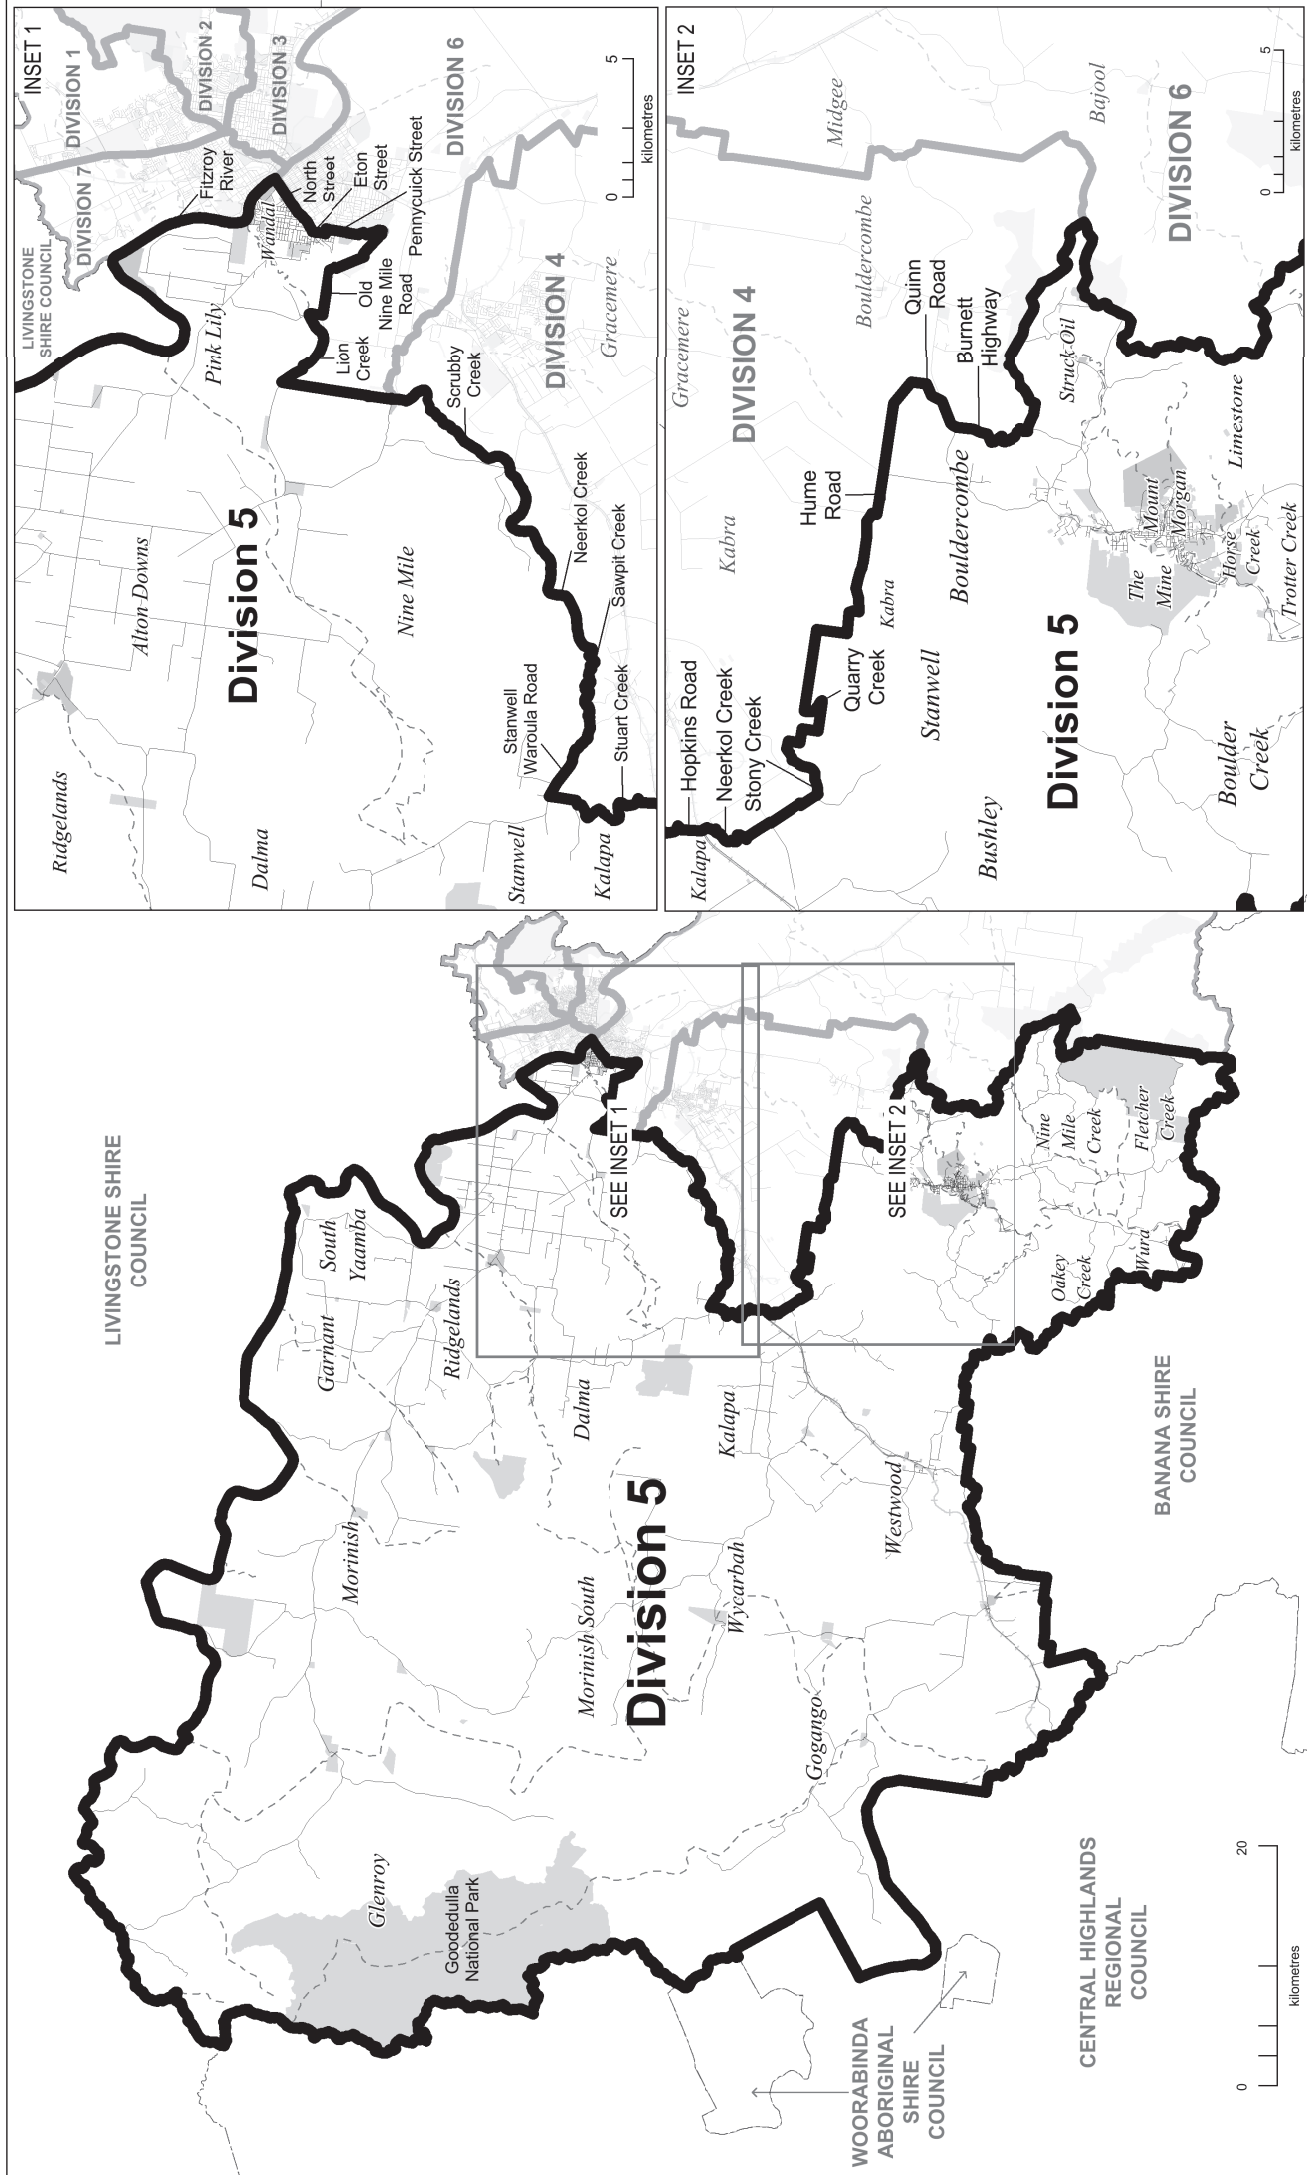 LIVINGSTONE SHIRE
COUNCIL
South
Yaamba
Garnant
Ridgelands
Morinish
Dalma
SEE INSET 1
Kalapa
Division 5
Morinish South
Wycarbah
Glenroy
Goodedulla
National Park
Westwood
SEE INSET 2
Gogango
Nine
Mile
Creek
Fletcher
Creek
Oakey
Creek
Wura
BANANA SHIRE
COUNCIL
WOORABINDA
ABORIGINAL
SHIRE
COUNCIL
CENTRAL HIGHLANDS
REGIONAL
COUNCIL
0
20
kilometres
INSET 1
LIVINGSTONE
SHIRE COUNCIL
DIVISION 7
DIVISION 1
DIVISION 2
DIVISION 3
DIVISION 6
Fitzroy
River
North
Street
Eton
Street
Pennycuick Street
Wandal
Old
Nine Mile
Road
Lion
Creek
Pink Lily
Scrubby
Creek
DIVISION 4
Gracemere
Alton Downs
Division 5
Nine Mile
Neerkol Creek
Sawpit Creek
Stanwell
Waroula Road
Stuart Creek
Ridgelands
Dalma
Stanwell
Kalapa
0
5
kilometres
INSET 2
Midgee
Bajool
DIVISION 6
Gracemere
DIVISION 4
Bouldercombe
Quinn
Road
Burnett
Highway
Struck Oil
Kabra
Hume
Road
Kabra
Bouldercombe
Mount
Morgan
Limestone
The
Mine
Horse
Creek
Trotter Creek
Hopkins Road
Neerkol Creek
Stony Creek
Quarry
Creek
Stanwell
Division 5
Boulder
Creek
Kalapa
Bushley
0
5
kilometres